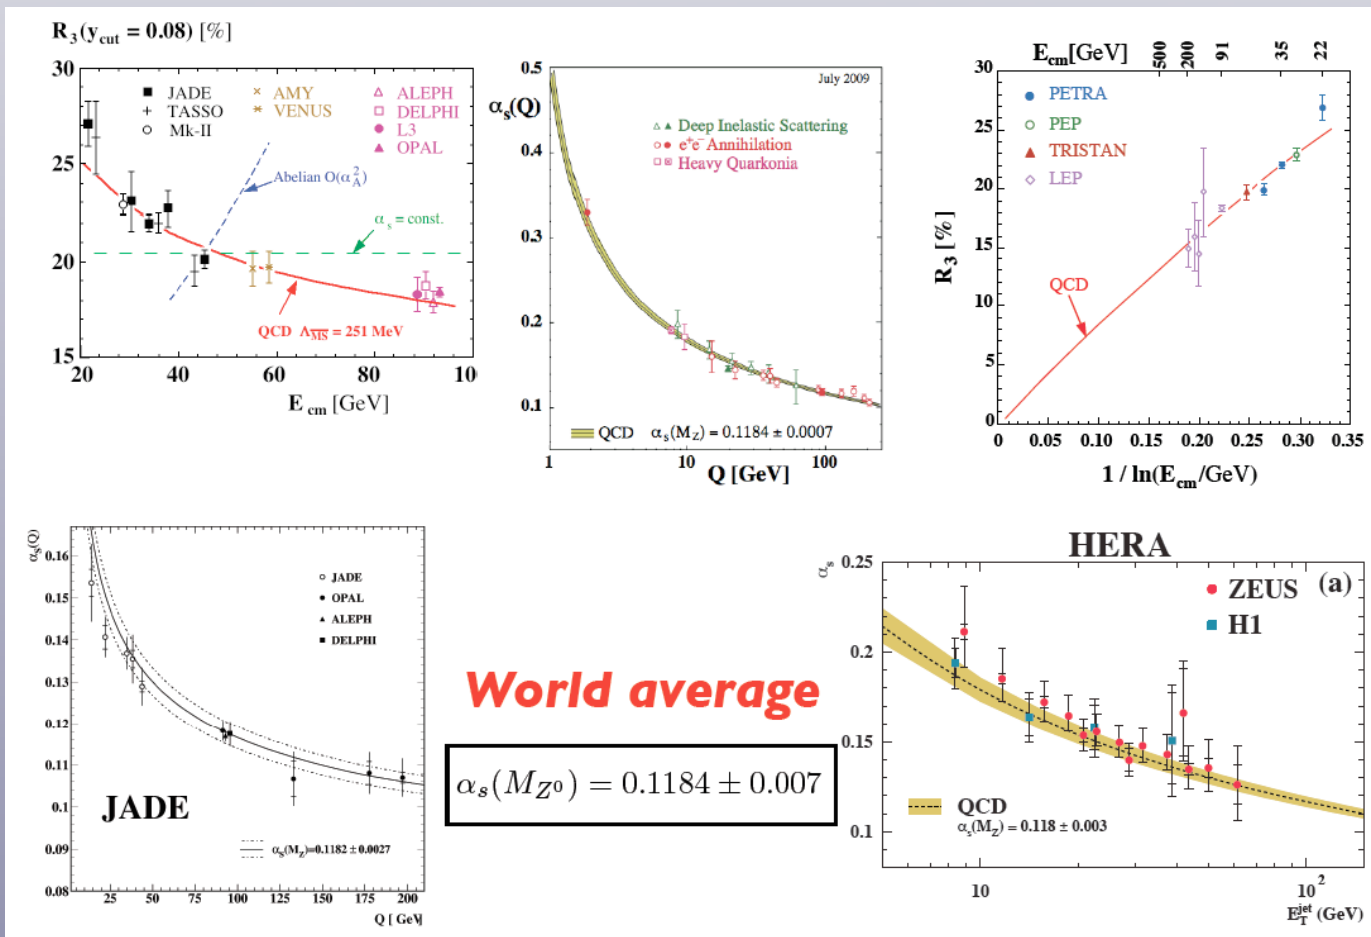 R3(ycut = 0.08) [%]
30
25
20
15
JADE
TASSO
Mk-II
AMY
VENUS
ALEPH
DELPHI
L3
OPAL
Abelian O(αA²)
αs = const.
QCD ΛMS = 251 MeV
20 40 60 80 10
Ecm [GeV]
0.5
0.4
0.3
0.2
0.1
αs(Q)
July 2009
Deep Inelastic Scattering
e+e− Annihilation
Heavy Quarkonia
QCD αs(MZ) = 0.1184 ± 0.0007
1 10 100
Q [GeV]
Ecm[GeV] 500 200 91 35 22
R3 [%]
30
25
20
15
10
5
0
PETRA
PEP
TRISTAN
LEP
QCD
0.05 0.10 0.15 0.20 0.25 0.30 0.35
1 / ln(Ecm/GeV)
αs(Q)
0.16
0.15
0.14
0.13
0.12
0.11
0.1
0.09
0.08
JADE
OPAL
ALEPH
DELPHI
JADE
αS(MZ)=0.1182 ± 0.0027
25 50 75 100 125 150 175 200
Q [GeV]
World average
αs(MZ0) = 0.1184 ± 0.007
HERA
αs
0.25
0.2
0.15
0.1
ZEUS
H1
(a)
QCD
αs(MZ) = 0.118 ± 0.003
10 10²
ETjet (GeV)